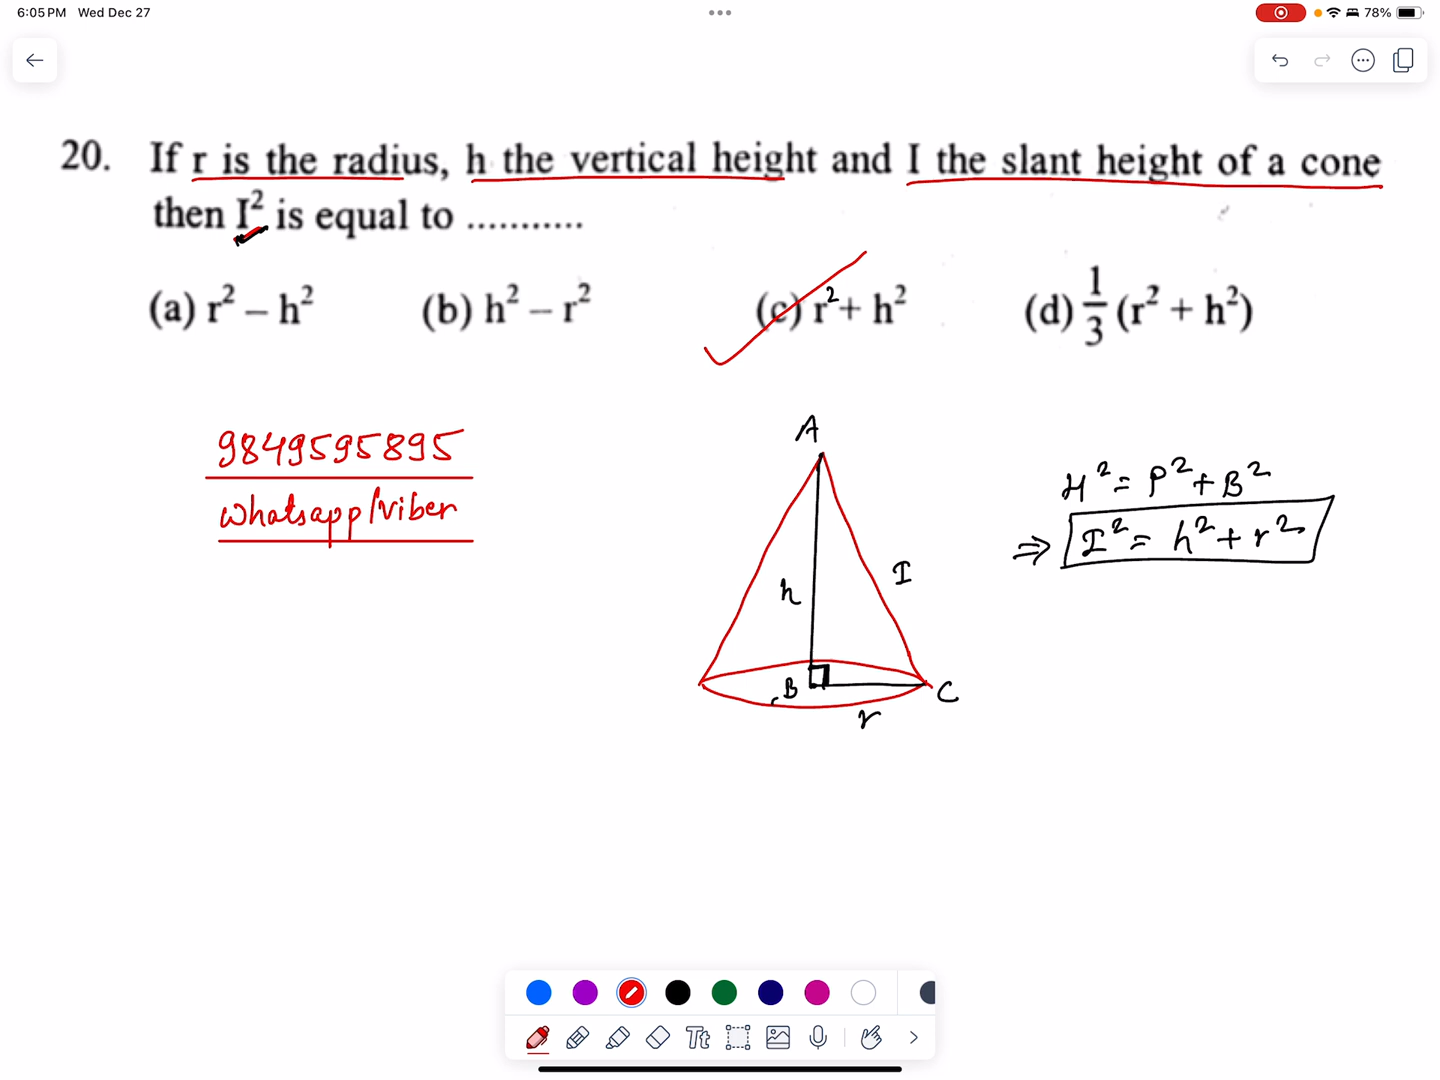 6:05 PM Wed Dec 27
78%
20. If r is the radius, h the vertical height and I the slant height of a cone
then I² is equal to ...........
(a) r² – h² (b) h² – r² (c) r² + h² (d) 1/3 (r² + h²)
9849595895
whatsapp/viber
A
H² = P² + B²
⇒ I² = h² + r²
h
I
B
C
r
Tt